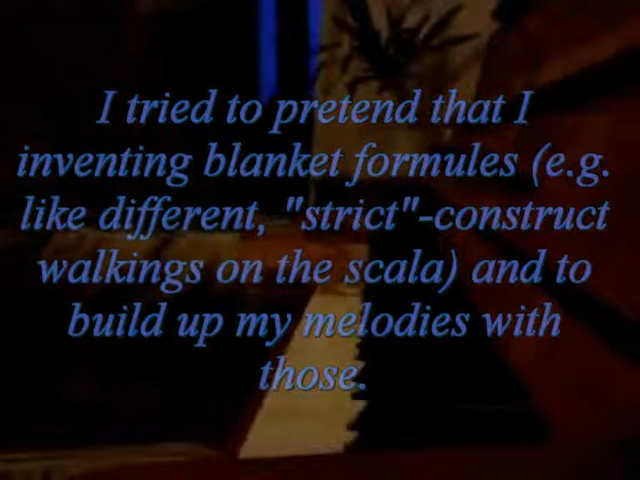 I tried to pretend that I
inventing blanket formules (e.g.
like different, "strict"-construct
walkings on the scala) and to
build up my melodies with
those.